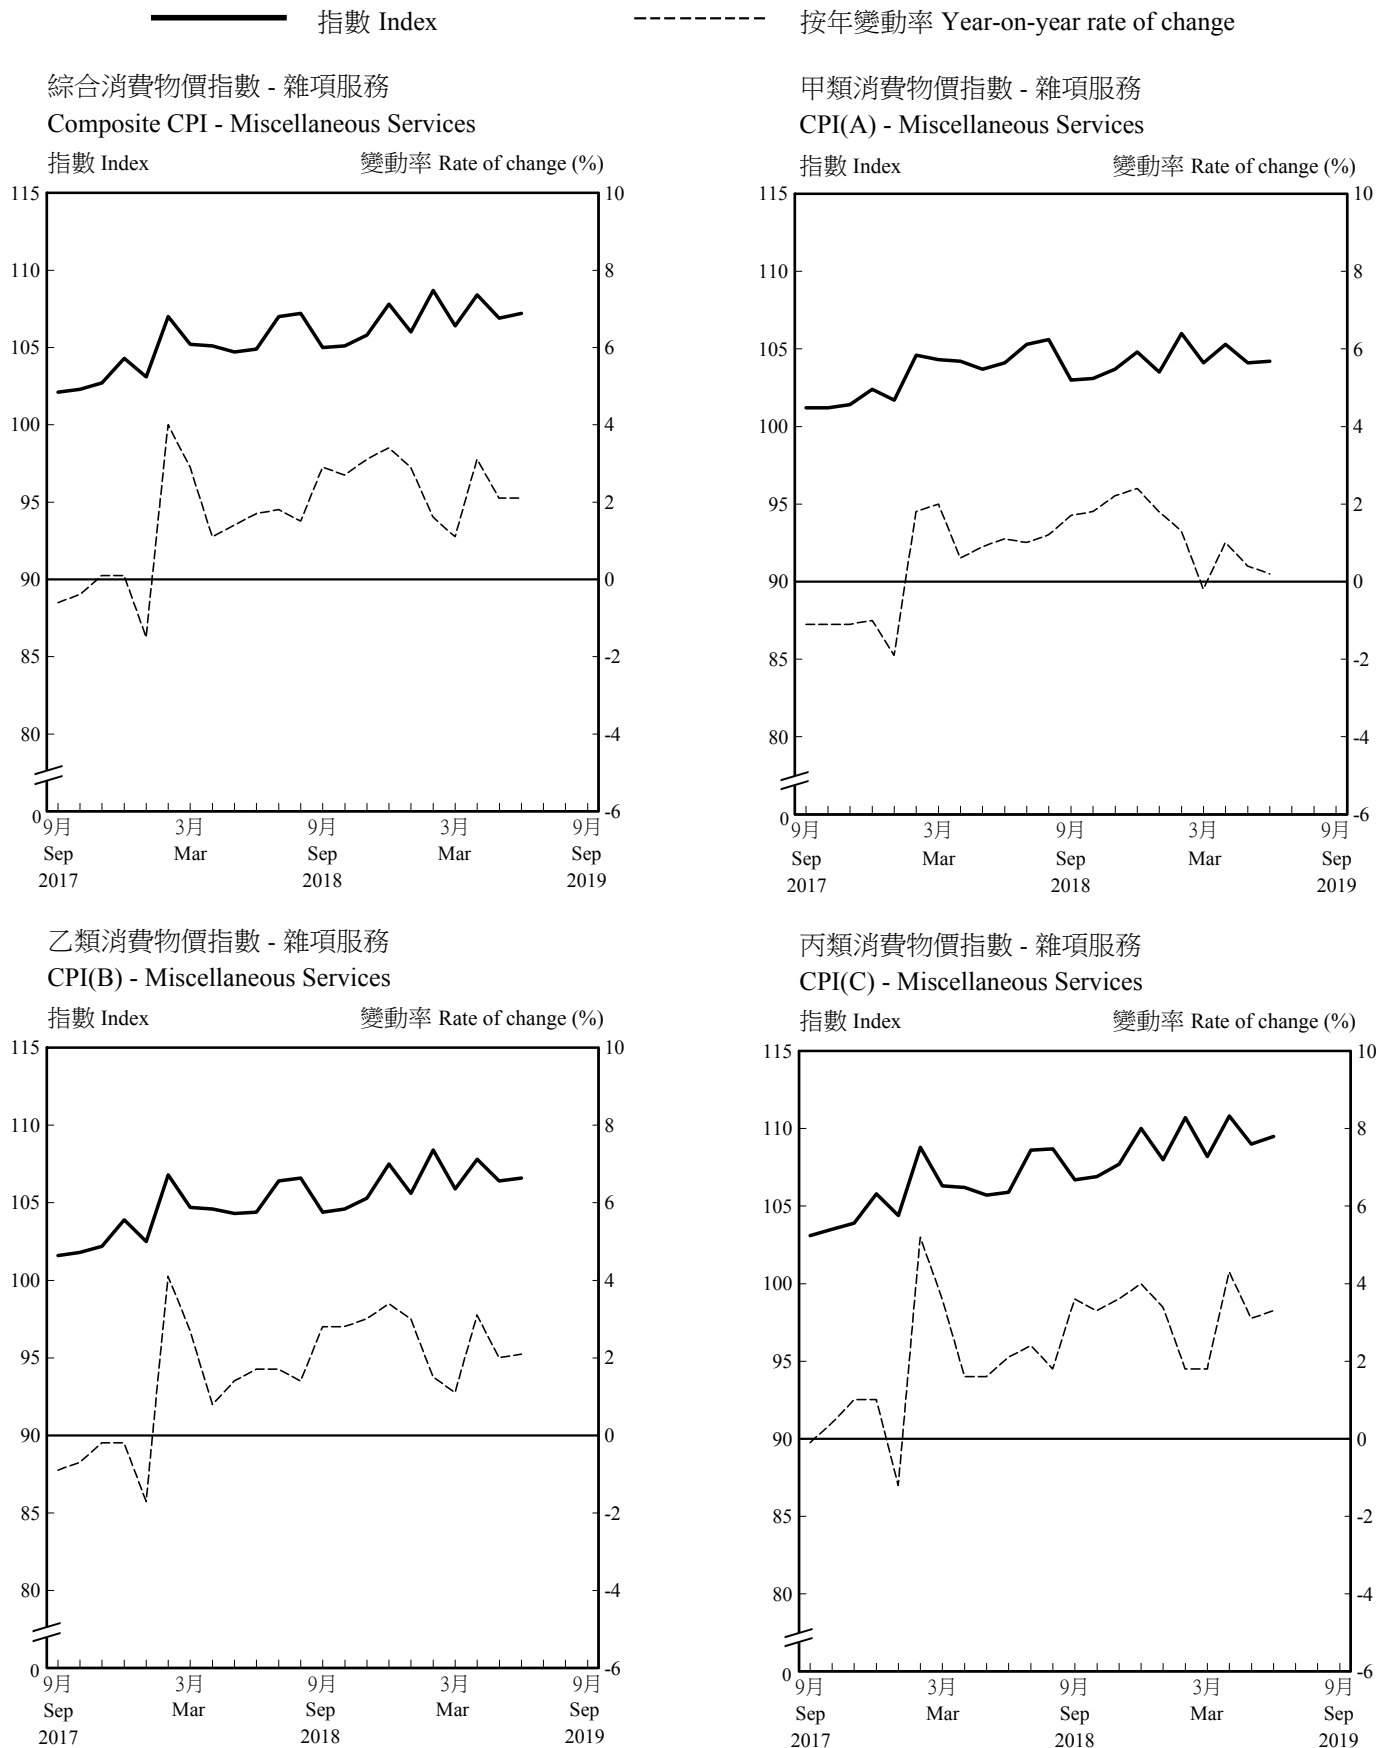 指數 Index
按年變動率 Year-on-year rate of change
綜合消費物價指數 - 雜項服務
Composite CPI - Miscellaneous Services
指數 Index
變動率 Rate of change (%)
115
110
105
100
95
90
85
80
0
10
8
6
4
2
0
-2
-4
-6
9月
Sep
2017
3月
Mar
9月
Sep
2018
3月
Mar
9月
Sep
2019
甲類消費物價指數 - 雜項服務
CPI(A) - Miscellaneous Services
指數 Index
變動率 Rate of change (%)
115
110
105
100
95
90
85
80
0
10
8
6
4
2
0
-2
-4
-6
9月
Sep
2017
3月
Mar
9月
Sep
2018
3月
Mar
9月
Sep
2019
乙類消費物價指數 - 雜項服務
CPI(B) - Miscellaneous Services
指數 Index
變動率 Rate of change (%)
115
110
105
100
95
90
85
80
0
10
8
6
4
2
0
-2
-4
-6
9月
Sep
2017
3月
Mar
9月
Sep
2018
3月
Mar
9月
Sep
2019
丙類消費物價指數 - 雜項服務
CPI(C) - Miscellaneous Services
指數 Index
變動率 Rate of change (%)
115
110
105
100
95
90
85
80
0
10
8
6
4
2
0
-2
-4
-6
9月
Sep
2017
3月
Mar
9月
Sep
2018
3月
Mar
9月
Sep
2019